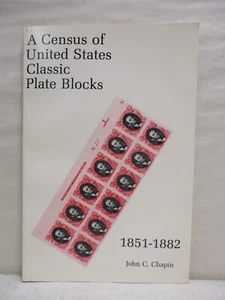 A Census of
United States
Classic
Plate Blocks
1851-1882
John C. Chapin